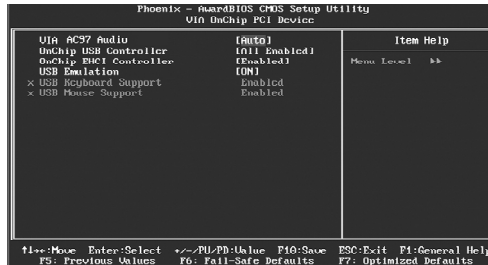 Phoenix - AwardBIOS CMOS Setup Utility
VIA OnChip PCI Device
VIA AC97 Audio [Auto] Item Help
OnChip USB Controller [All Enabled]
OnChip EHCI Controller [Enabled] Menu Level ▶▶
USB Emulation [ON]
x USB Keyboard Support Enabled
x USB Mouse Support Enabled
↑↓→←:Move Enter:Select +/-/PU/PD:Value F10:Save ESC:Exit F1:General Help
F5: Previous Values F6: Fail-Safe Defaults F7: Optimized Defaults